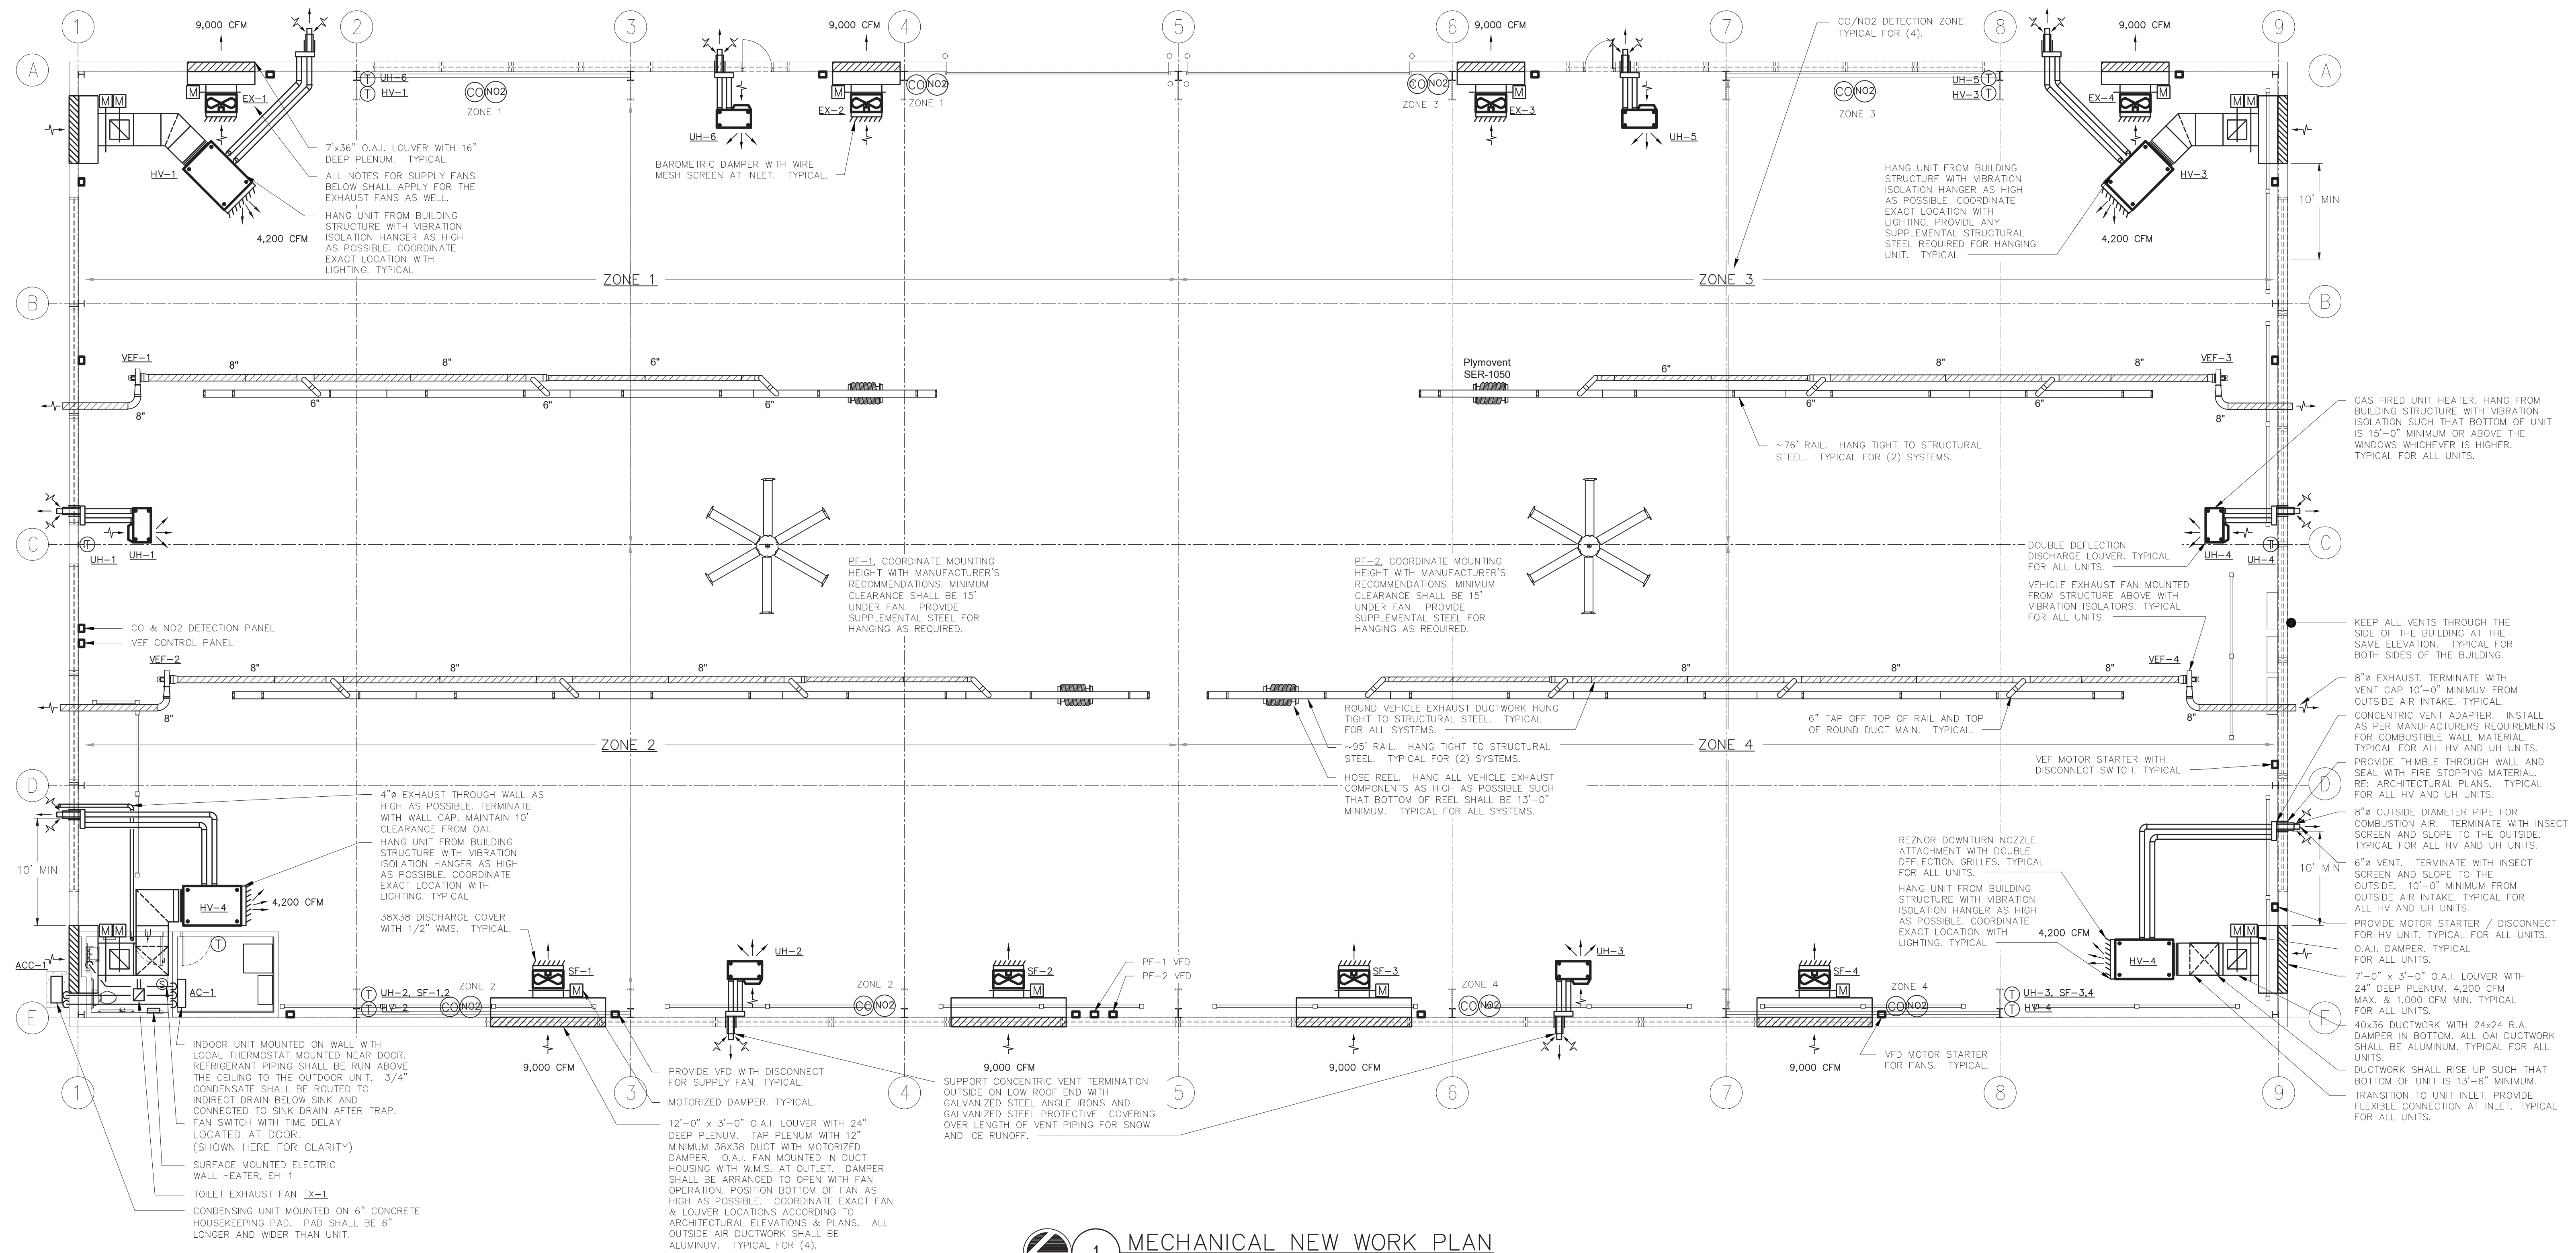 1
2
3
4
5
6
7
8
9
9,000 CFM
9,000 CFM
9,000 CFM
9,000 CFM
CO/NO2 DETECTION ZONE.
TYPICAL FOR (4).
A
A
M
M M
EX-1
T UH-6
T HV-1
CO NO2
ZONE 1
UH-6
M
EX-2
CO NO2
ZONE 1
CO NO2
ZONE 3
M
EX-3
UH-5
CO NO2
ZONE 3
UH-5 T
HV-3 T
EX-4
M
M M
HV-1
7'x36" O.A.I. LOUVER WITH 16"
DEEP PLENUM. TYPICAL.
ALL NOTES FOR SUPPLY FANS
BELOW SHALL APPLY FOR THE
EXHAUST FANS AS WELL.
HANG UNIT FROM BUILDING
STRUCTURE WITH VIBRATION
ISOLATION HANGER AS HIGH
AS POSSIBLE. COORDINATE
EXACT LOCATION WITH
LIGHTING. TYPICAL
4,200 CFM
BAROMETRIC DAMPER WITH WIRE
MESH SCREEN AT INLET. TYPICAL.
HANG UNIT FROM BUILDING
STRUCTURE WITH VIBRATION
ISOLATION HANGER AS HIGH
AS POSSIBLE. COORDINATE
EXACT LOCATION WITH
LIGHTING. PROVIDE ANY
SUPPLEMENTAL STRUCTURAL
STEEL REQUIRED FOR HANGING
UNIT. TYPICAL
HV-3
4,200 CFM
10' MIN
ZONE 1
ZONE 3
B
B
VEF-1
8"
8"
6"
6"
6"
6"
8"
Plymovent
SER-1050
6"
8"
8"
VEF-3
6"
6"
8"
~76' RAIL. HANG TIGHT TO STRUCTURAL
STEEL. TYPICAL FOR (2) SYSTEMS.
GAS FIRED UNIT HEATER. HANG FROM
BUILDING STRUCTURE WITH VIBRATION
ISOLATION SUCH THAT BOTTOM OF UNIT
IS 15'-0" MINIMUM OR ABOVE THE
WINDOWS WHICHEVER IS HIGHER.
TYPICAL FOR ALL UNITS.
C
T
UH-1
UH-1
PF-1, COORDINATE MOUNTING
HEIGHT WITH MANUFACTURER'S
RECOMMENDATIONS. MINIMUM
CLEARANCE SHALL BE 15'
UNDER FAN. PROVIDE
SUPPLEMENTAL STEEL FOR
HANGING AS REQUIRED.
PF-2, COORDINATE MOUNTING
HEIGHT WITH MANUFACTURER'S
RECOMMENDATIONS. MINIMUM
CLEARANCE SHALL BE 15'
UNDER FAN. PROVIDE
SUPPLEMENTAL STEEL FOR
HANGING AS REQUIRED.
DOUBLE DEFLECTION
DISCHARGE LOUVER. TYPICAL
FOR ALL UNITS.
UH-4
UH-4
T
C
VEHICLE EXHAUST FAN MOUNTED
FROM STRUCTURE ABOVE WITH
VIBRATION ISOLATORS. TYPICAL
FOR ALL UNITS.
CO & NO2 DETECTION PANEL
VEF CONTROL PANEL
KEEP ALL VENTS THROUGH THE
SIDE OF THE BUILDING AT THE
SAME ELEVATION. TYPICAL FOR
BOTH SIDES OF THE BUILDING.
VEF-2
8"
8"
8"
8"
8"
8"
8"
VEF-4
8"
ROUND VEHICLE EXHAUST DUCTWORK HUNG
TIGHT TO STRUCTURAL STEEL. TYPICAL
FOR ALL SYSTEMS.
6" TAP OFF TOP OF RAIL AND TOP
OF ROUND DUCT MAIN. TYPICAL.
8"ø EXHAUST. TERMINATE WITH
VENT CAP 10'-0" MINIMUM FROM
OUTSIDE AIR INTAKE. TYPICAL.
CONCENTRIC VENT ADAPTER. INSTALL
AS PER MANUFACTURERS REQUIREMENTS
FOR COMBUSTIBLE WALL MATERIAL.
TYPICAL FOR ALL HV AND UH UNITS.
ZONE 2
~95' RAIL. HANG TIGHT TO STRUCTURAL
STEEL. TYPICAL FOR (2) SYSTEMS.
ZONE 4
VEF MOTOR STARTER WITH
DISCONNECT SWITCH. TYPICAL
PROVIDE THIMBLE THROUGH WALL AND
SEAL WITH FIRE STOPPING MATERIAL.
RE: ARCHITECTURAL PLANS. TYPICAL
FOR ALL HV AND UH UNITS.
HOSE REEL. HANG ALL VEHICLE EXHAUST
COMPONENTS AS HIGH AS POSSIBLE SUCH
THAT BOTTOM OF REEL SHALL BE 13'-0"
MINIMUM. TYPICAL FOR ALL SYSTEMS.
D
D
4"ø EXHAUST THROUGH WALL AS
HIGH AS POSSIBLE. TERMINATE
WITH WALL CAP. MAINTAIN 10'
CLEARANCE FROM OAI.
HANG UNIT FROM BUILDING
STRUCTURE WITH VIBRATION
ISOLATION HANGER AS HIGH
AS POSSIBLE. COORDINATE
EXACT LOCATION WITH
LIGHTING. TYPICAL
38X38 DISCHARGE COVER
WITH 1/2" WMS. TYPICAL.
10' MIN
HV-4
4,200 CFM
8"ø OUTSIDE DIAMETER PIPE FOR
COMBUSTION AIR. TERMINATE WITH INSECT
SCREEN AND SLOPE TO THE OUTSIDE.
TYPICAL FOR ALL HV AND UH UNITS.
REZNOR DOWNTURN NOZZLE
ATTACHMENT WITH DOUBLE
DEFLECTION GRILLES. TYPICAL
FOR ALL UNITS.
HANG UNIT FROM BUILDING
STRUCTURE WITH VIBRATION
ISOLATION HANGER AS HIGH
AS POSSIBLE. COORDINATE
EXACT LOCATION WITH
LIGHTING. TYPICAL
10' MIN
6"ø VENT. TERMINATE WITH INSECT
SCREEN AND SLOPE TO THE
OUTSIDE. 10'-0" MINIMUM FROM
OUTSIDE AIR INTAKE. TYPICAL FOR
ALL HV AND UH UNITS.
PROVIDE MOTOR STARTER / DISCONNECT
FOR HV UNIT. TYPICAL FOR ALL UNITS.
4,200 CFM
HV-4
M M
O.A.I. DAMPER. TYPICAL
FOR ALL UNITS.
7'-0" x 3'-0" O.A.I. LOUVER WITH
24" DEEP PLENUM. 4,200 CFM
MAX. & 1,000 CFM MIN. TYPICAL
FOR ALL UNITS.
40x36 DUCTWORK WITH 24x24 R.A.
DAMPER IN BOTTOM. ALL OAI DUCTWORK
SHALL BE ALUMINUM. TYPICAL FOR ALL
UNITS.
DUCTWORK SHALL RISE UP SUCH THAT
BOTTOM OF UNIT IS 13'-6" MINIMUM.
TRANSITION TO UNIT INLET. PROVIDE
FLEXIBLE CONNECTION AT INLET. TYPICAL
FOR ALL UNITS.
ACC-1
M M
T
S
AC-1
T UH-2, SF-1,2
T HV-2
CO NO2
ZONE 2
SF-1
M
UH-2
ZONE 2
CO NO2
SF-2
M
PF-1 VFD
PF-2 VFD
SF-3
M
ZONE 4
CO NO2
UH-3
SF-4
M
ZONE 4
CO NO2
T UH-3, SF-3,4
T HV-4
E
E
9,000 CFM
9,000 CFM
9,000 CFM
9,000 CFM
VFD MOTOR STARTER
FOR FANS. TYPICAL.
1
3
4
5
6
7
8
9
INDOOR UNIT MOUNTED ON WALL WITH
LOCAL THERMOSTAT MOUNTED NEAR DOOR.
REFRIGERANT PIPING SHALL BE RUN ABOVE
THE CEILING TO THE OUTDOOR UNIT. 3/4"
CONDENSATE SHALL BE ROUTED TO
INDIRECT DRAIN BELOW SINK AND
CONNECTED TO SINK DRAIN AFTER TRAP.
FAN SWITCH WITH TIME DELAY
LOCATED AT DOOR.
(SHOWN HERE FOR CLARITY)
SURFACE MOUNTED ELECTRIC
WALL HEATER, EH-1
TOILET EXHAUST FAN TX-1
CONDENSING UNIT MOUNTED ON 6" CONCRETE
HOUSEKEEPING PAD. PAD SHALL BE 6"
LONGER AND WIDER THAN UNIT.
PROVIDE VFD WITH DISCONNECT
FOR SUPPLY FAN. TYPICAL.
MOTORIZED DAMPER. TYPICAL.
12'-0" x 3'-0" O.A.I. LOUVER WITH 24"
DEEP PLENUM. TAP PLENUM WITH 12"
MINIMUM 38X38 DUCT WITH MOTORIZED
DAMPER. O.A.I. FAN MOUNTED IN DUCT
HOUSING WITH W.M.S. AT OUTLET. DAMPER
SHALL BE ARRANGED TO OPEN WITH FAN
OPERATION. POSITION BOTTOM OF FAN AS
HIGH AS POSSIBLE. COORDINATE EXACT FAN
& LOUVER LOCATIONS ACCORDING TO
ARCHITECTURAL ELEVATIONS & PLANS. ALL
OUTSIDE AIR DUCTWORK SHALL BE
ALUMINUM. TYPICAL FOR (4).
SUPPORT CONCENTRIC VENT TERMINATION
OUTSIDE ON LOW ROOF END WITH
GALVANIZED STEEL ANGLE IRONS AND
GALVANIZED STEEL PROTECTIVE COVERING
OVER LENGTH OF VENT PIPING FOR SNOW
AND ICE RUNOFF.
1
MECHANICAL NEW WORK PLAN